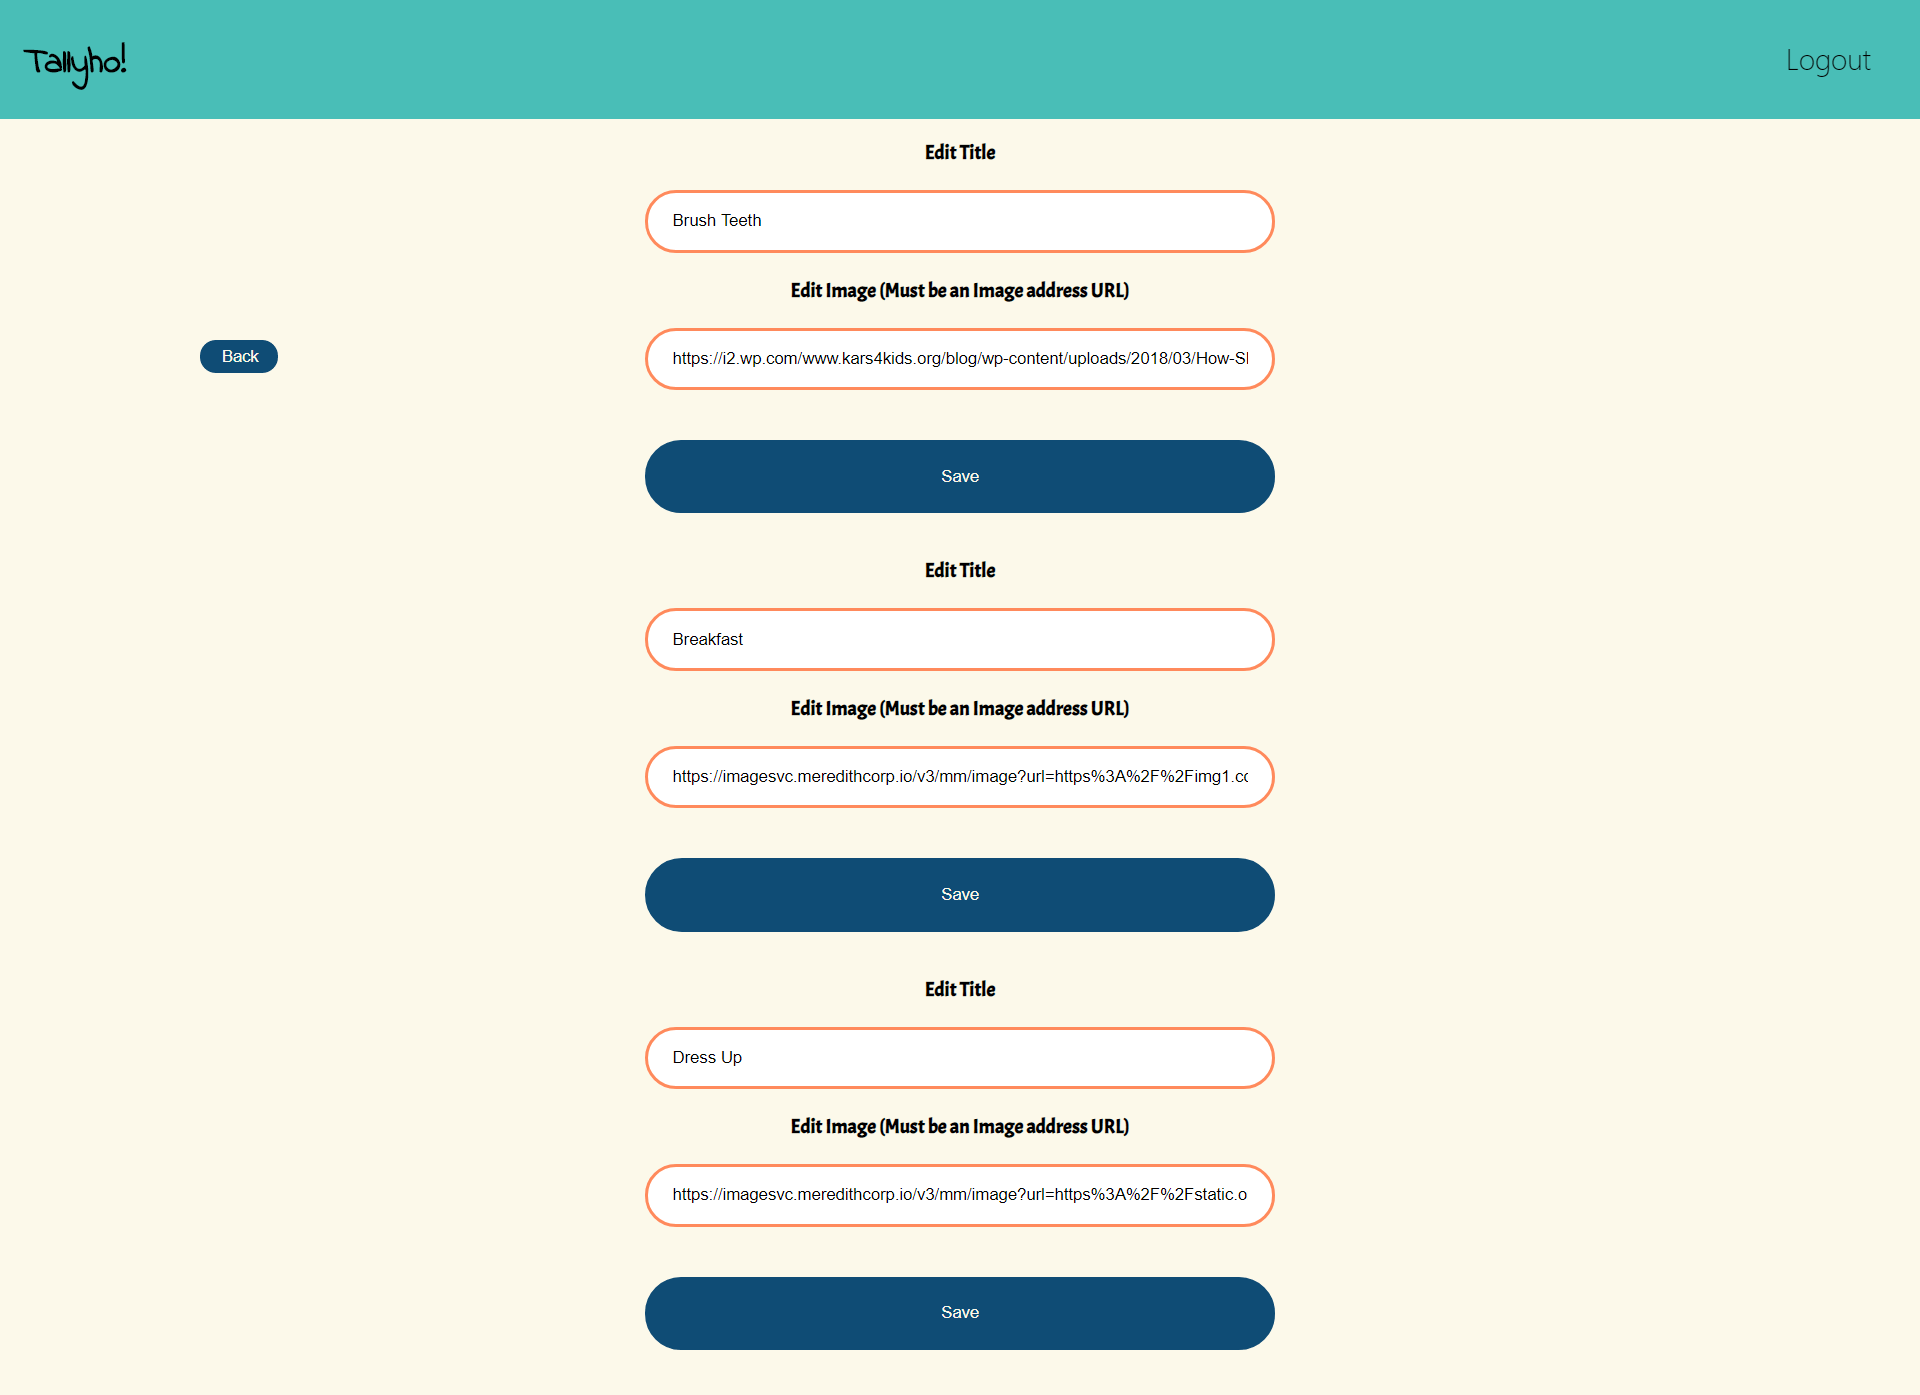 Tallyho!
Logout
Edit Title
Brush Teeth
Edit Image (Must be an Image address URL)
Back
https://i2.wp.com/www.kars4kids.org/blog/wp-content/uploads/2018/03/How-Sl
Save
Edit Title
Breakfast
Edit Image (Must be an Image address URL)
https://imagesvc.meredithcorp.io/v3/mm/image?url=https%3A%2F%2Fimg1.co
Save
Edit Title
Dress Up
Edit Image (Must be an Image address URL)
https://imagesvc.meredithcorp.io/v3/mm/image?url=https%3A%2F%2Fstatic.o
Save